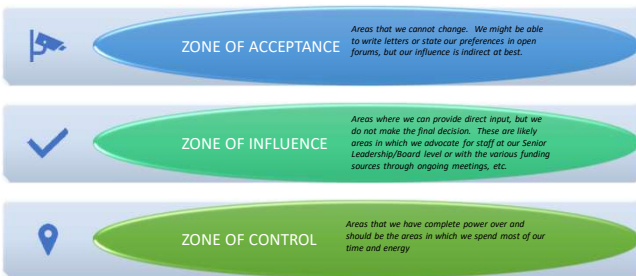 ZONE OF ACCEPTANCE
Areas that we cannot change. We might be able
to write letters or state our preferences in open
forums, but our influence is indirect at best.
ZONE OF INFLUENCE
Areas where we can provide direct input, but we
do not make the final decision. These are likely
areas in which we advocate for staff at our Senior
Leadership/Board level or with the various funding
sources through ongoing meetings, etc.
ZONE OF CONTROL
Areas that we have complete power over and
should be the areas in which we spend most of our
time and energy